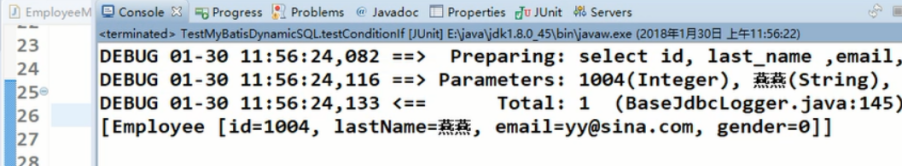 EmployeeM Console Progress Problems @ Javadoc Properties JUnit Servers
<terminated> TestMyBatisDynamicSQL.testConditionIf [JUnit] E:\java\jdk1.8.0_45\bin\javaw.exe (2018年1月30日 上午11:56:22)
23 DEBUG 01-30 11:56:24,082 ==>  Preparing: select id, last_name ,email,
24 DEBUG 01-30 11:56:24,116 ==> Parameters: 1004(Integer), 燕燕(String),
25 DEBUG 01-30 11:56:24,133 <==      Total: 1  (BaseJdbcLogger.java:145)
26 [Employee [id=1004, lastName=燕燕, email=yy@sina.com, gender=0]]
27
28